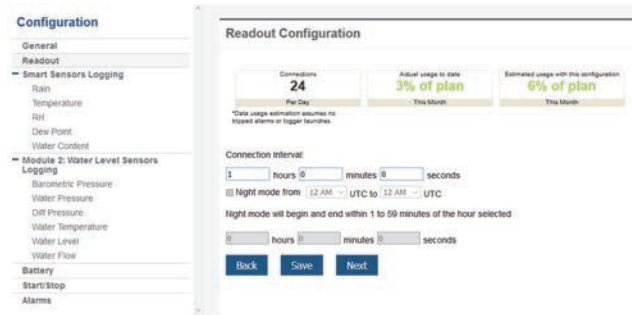 Configuration
General
Readout
Smart Sensors Logging
Rain
Temperature
RH
Dew Point
Water Content
Module 2: Water Level Sensors
Logging
Barometric Pressure
Water Pressure
Diff Pressure
Water Temperature
Water Level
Water Flow
Battery
Start/Stop
Alarms
Readout Configuration
Connections
24
Per Day
Actual usage to date
3% of plan
This Month
Estimated usage with this configuration
6% of plan
This Month
*Data usage estimation assumes no
tripped alarms or logger launches.
Connection Interval:
1 hours 0 minutes 0 seconds
Night mode from 12 AM UTC to 12 AM UTC
Night mode will begin and end within 1 to 59 minutes of the hour selected
0 hours 0 minutes 0 seconds
Back Save Next